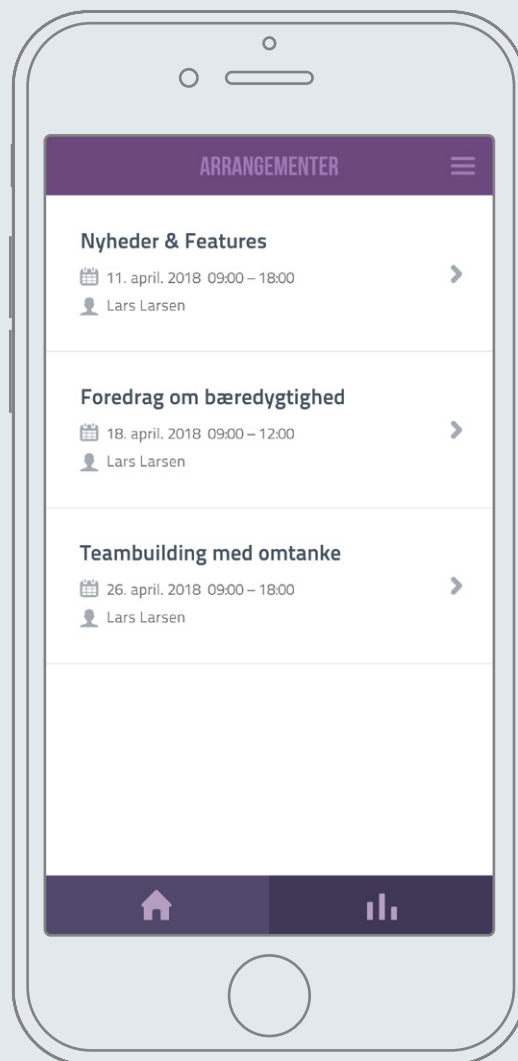 ARRANGEMENTER
Nyheder & Features
11. april. 2018 09:00 – 18:00
Lars Larsen
Foredrag om bæredygtighed
18. april. 2018 09:00 – 12:00
Lars Larsen
Teambuilding med omtanke
26. april. 2018 09:00 – 18:00
Lars Larsen